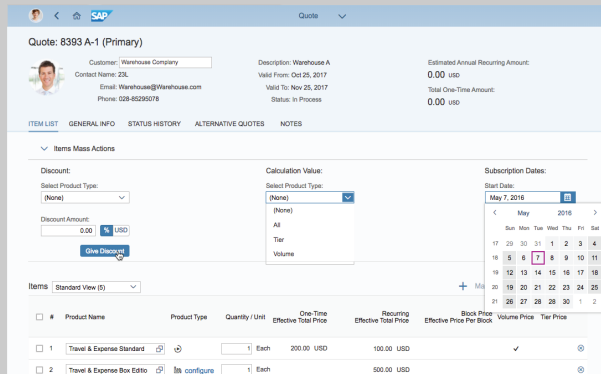 SAP
Quote
Quote: 8393 A-1 (Primary)
Customer: Warehouse Company
Contact Name: 23L
Email: Warehouse@Warehouse.com
Phone: 028-85295078
Description: Warehouse A
Valid From: Oct 25, 2017
Valid To: Nov 25, 2017
Status: In Process
Estimated Annual Recurring Amount:
0.00 USD
Total One-Time Amount:
0.00 USD
ITEM LIST GENERAL INFO STATUS HISTORY ALTERNATIVE QUOTES NOTES
Items Mass Actions
Discount:
Select Product Type:
(None)
Discount Amount:
0.00 % USD
Give Discount
Calculation Value:
Select Product Type:
(None)
(None)
All
Tier
Volume
Subscription Dates:
Start Date:
May 7, 2016
May 2016
Sun Mon Tue Wed Thu Fri Sat
17 29 30 31 1 2 3 4
18 5 6 7 8 9 10 11
19 12 13 14 15 16 17 18
20 19 20 21 22 23 24 25
31 26 27 28 28 30 1 2
Items Standard View (5)
+ Ma
# Product Name Product Type Quantity / Unit One-Time Effective Total Price Recurring Effective Total Price Block Price Effective Price Per Block Volume Price Tier Price
1 Travel & Expense Standard 1 Each 200.00 USD 100.00 USD
2 Travel & Expense Box Editio configure 1 Each 500.00 USD